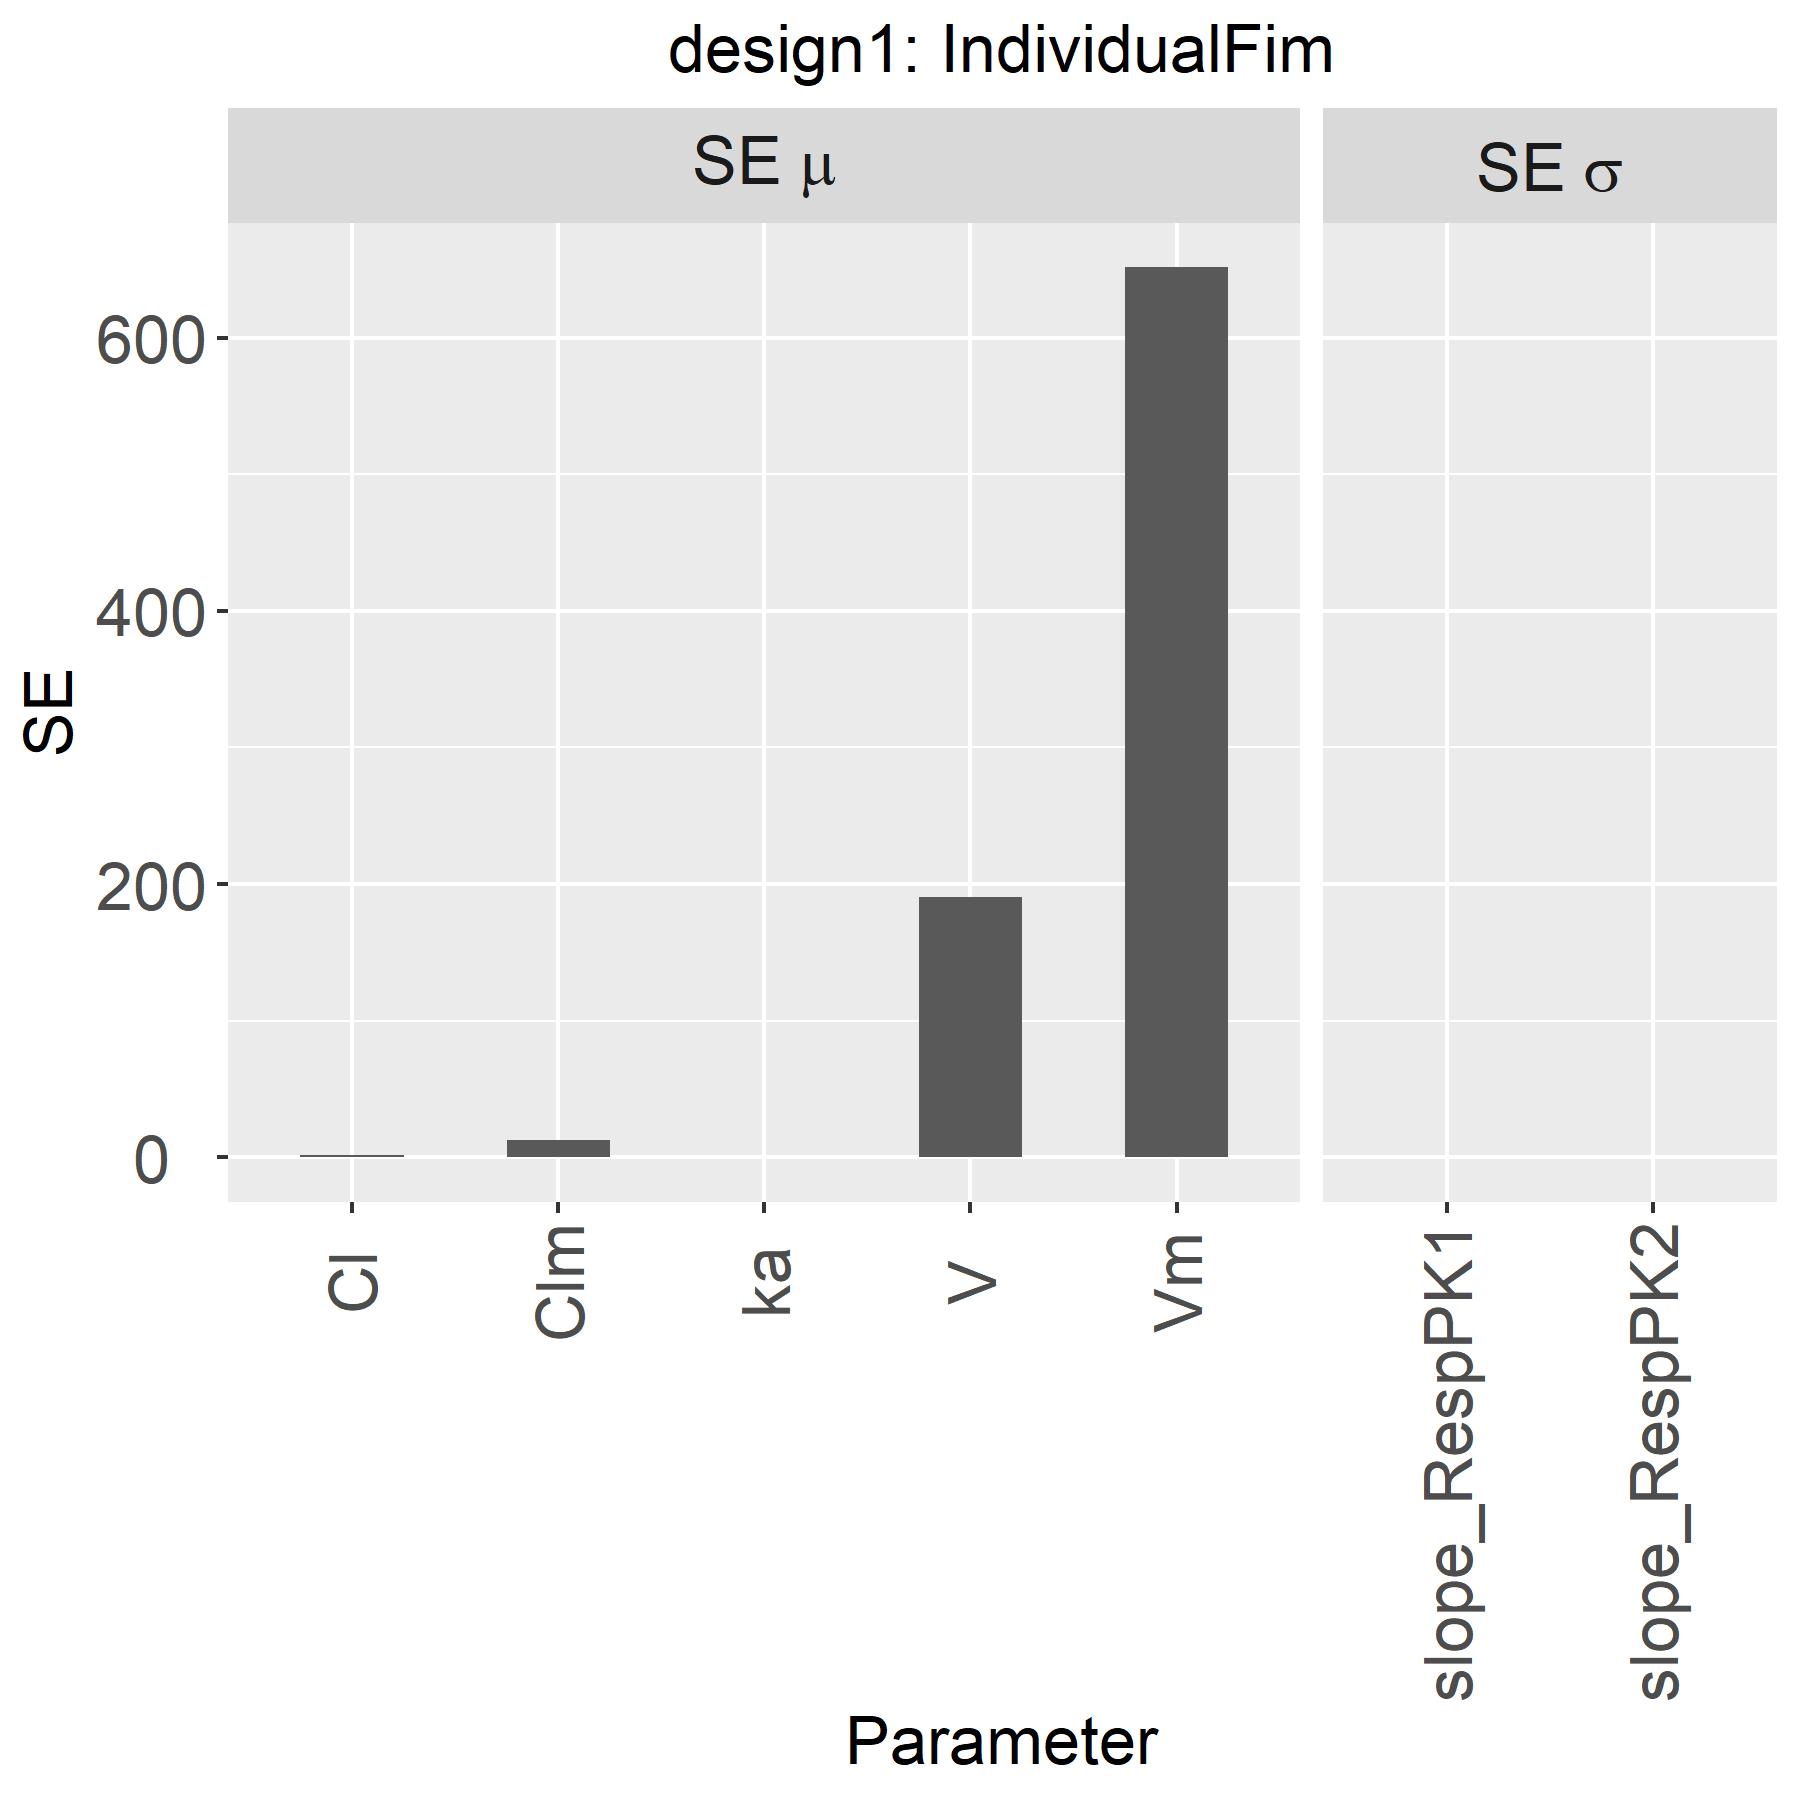 design1: IndividualFim
SE μ
SE σ
600
400
200
0
SE
Cl
Clm
ka
V
Vm
slope_RespPK1
slope_RespPK2
Parameter